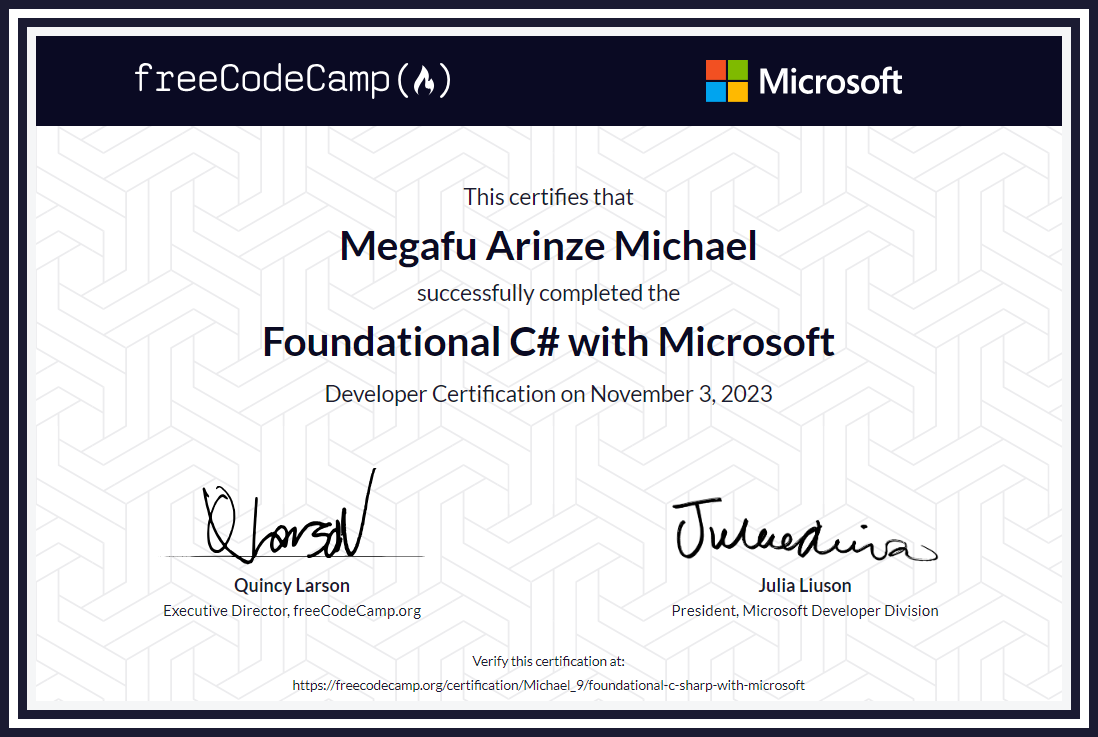 freeCodeCamp
Microsoft
This certifies that
Megafu Arinze Michael
successfully completed the
Foundational C# with Microsoft
Developer Certification on November 3, 2023
QLarson
Quincy Larson
Julia Liuson
Executive Director, freeCodeCamp.org
President, Microsoft Developer Division
Verify this certification at:
https://freecodecamp.org/certification/Michael_9/foundational-c-sharp-with-microsoft